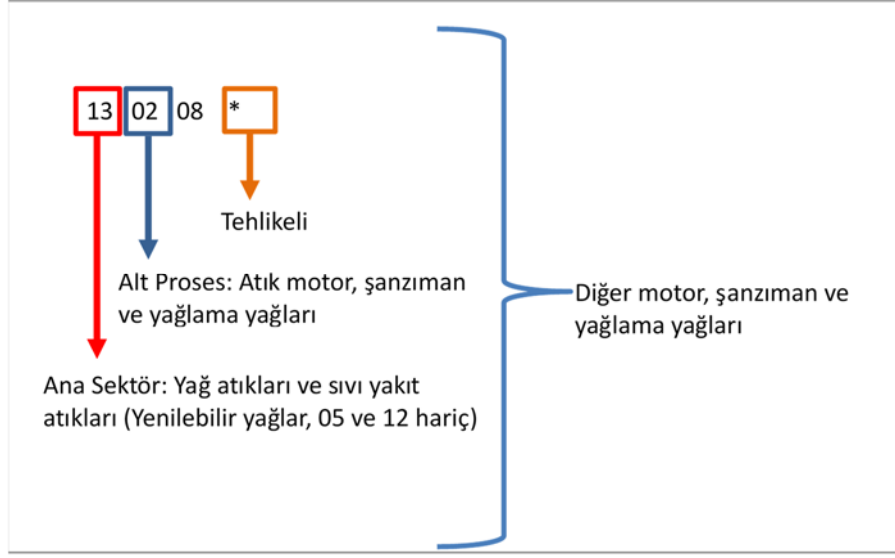 13 02 08 *
Tehlikeli
Alt Proses: Atık motor, şanzıman
ve yağlama yağları
Ana Sektör: Yağ atıkları ve sıvı yakıt
atıkları (Yenilebilir yağlar, 05 ve 12 hariç)
Diğer motor, şanzıman ve
yağlama yağları